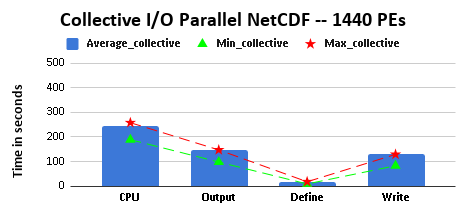 Collective I/O Parallel NetCDF -- 1440 PEs
Average_collective Min_collective Max_collective
Time in seconds
500
400
300
200
100
0
CPU Output Define Write